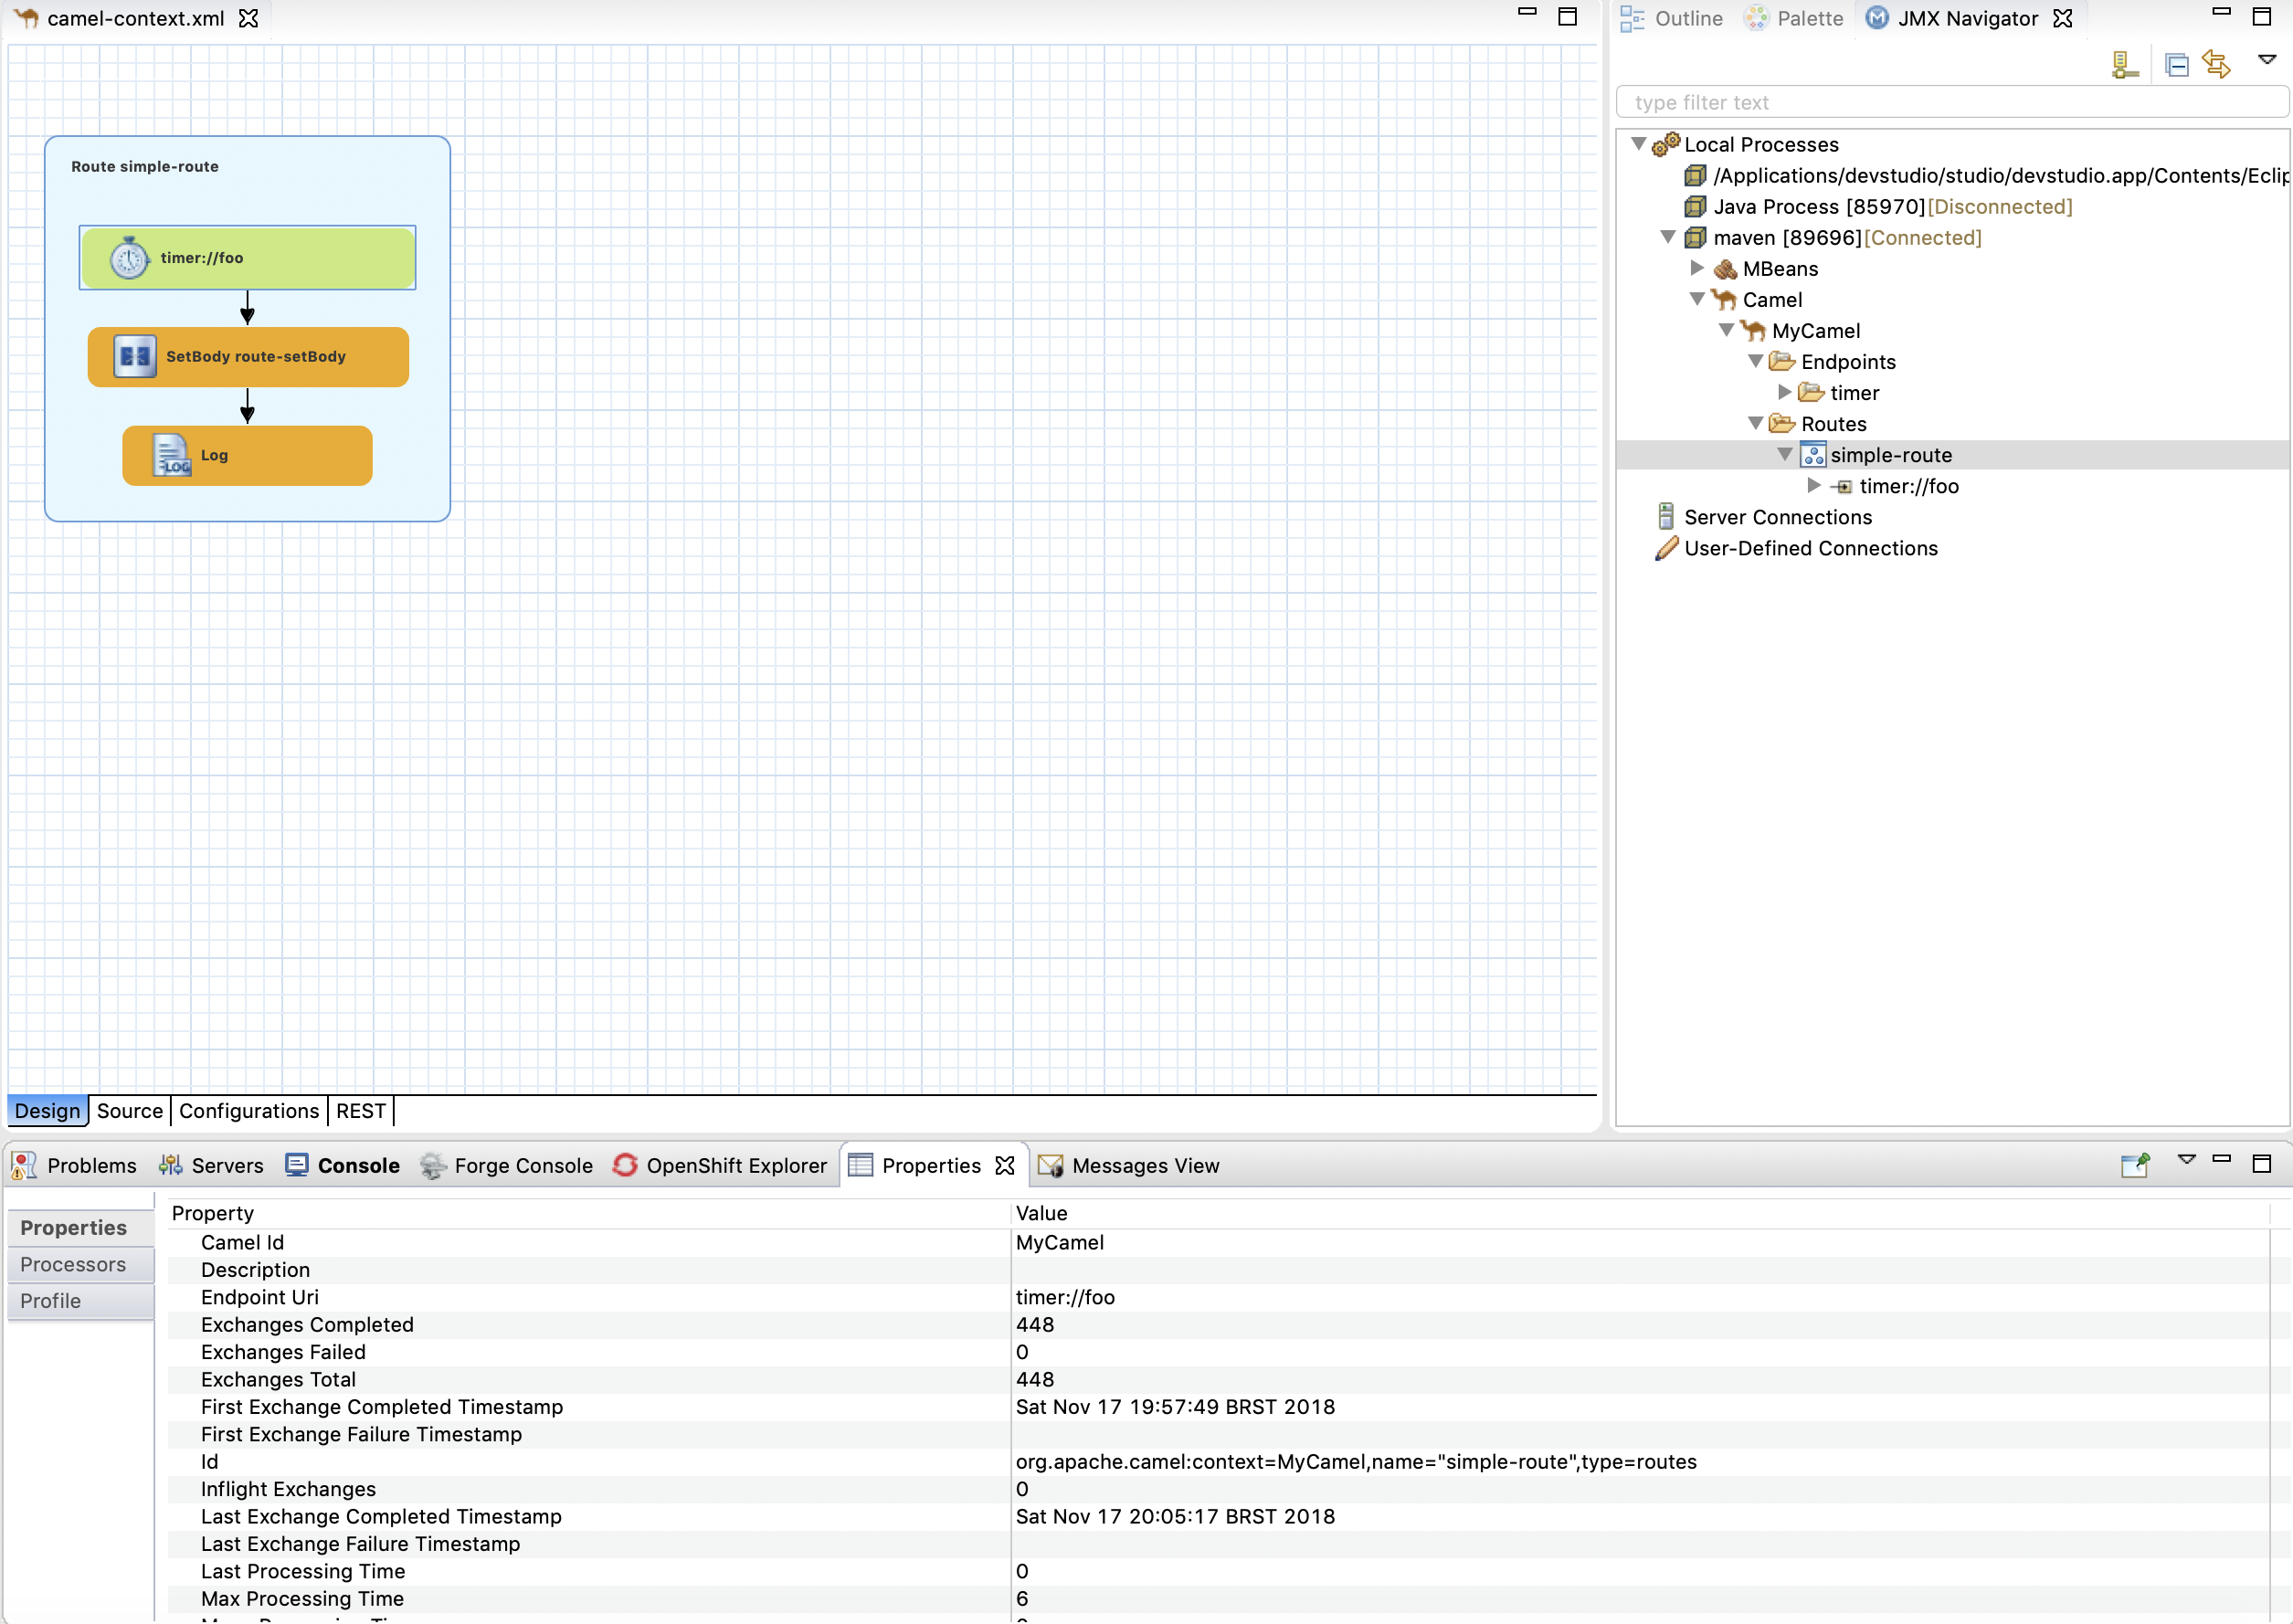 camel-context.xml
Route simple-route
timer://foo
SetBody route-setBody
LOG
Log
Design
Source
Configurations
REST
Outline
Palette
JMX Navigator
type filter text
Local Processes
/Applications/devstudio/studio/devstudio.app/Contents/Eclip
Java Process [85970][Disconnected]
maven [89696][Connected]
MBeans
Camel
MyCamel
Endpoints
timer
Routes
simple-route
timer://foo
Server Connections
User-Defined Connections
Problems
Servers
Console
Forge Console
OpenShift Explorer
Properties
Messages View
Properties
Processors
Profile
Property Value
Camel Id MyCamel
Description
Endpoint Uri timer://foo
Exchanges Completed 448
Exchanges Failed 0
Exchanges Total 448
First Exchange Completed Timestamp Sat Nov 17 19:57:49 BRST 2018
First Exchange Failure Timestamp
Id org.apache.camel:context=MyCamel,name="simple-route",type=routes
Inflight Exchanges 0
Last Exchange Completed Timestamp Sat Nov 17 20:05:17 BRST 2018
Last Exchange Failure Timestamp
Last Processing Time 0
Max Processing Time 6